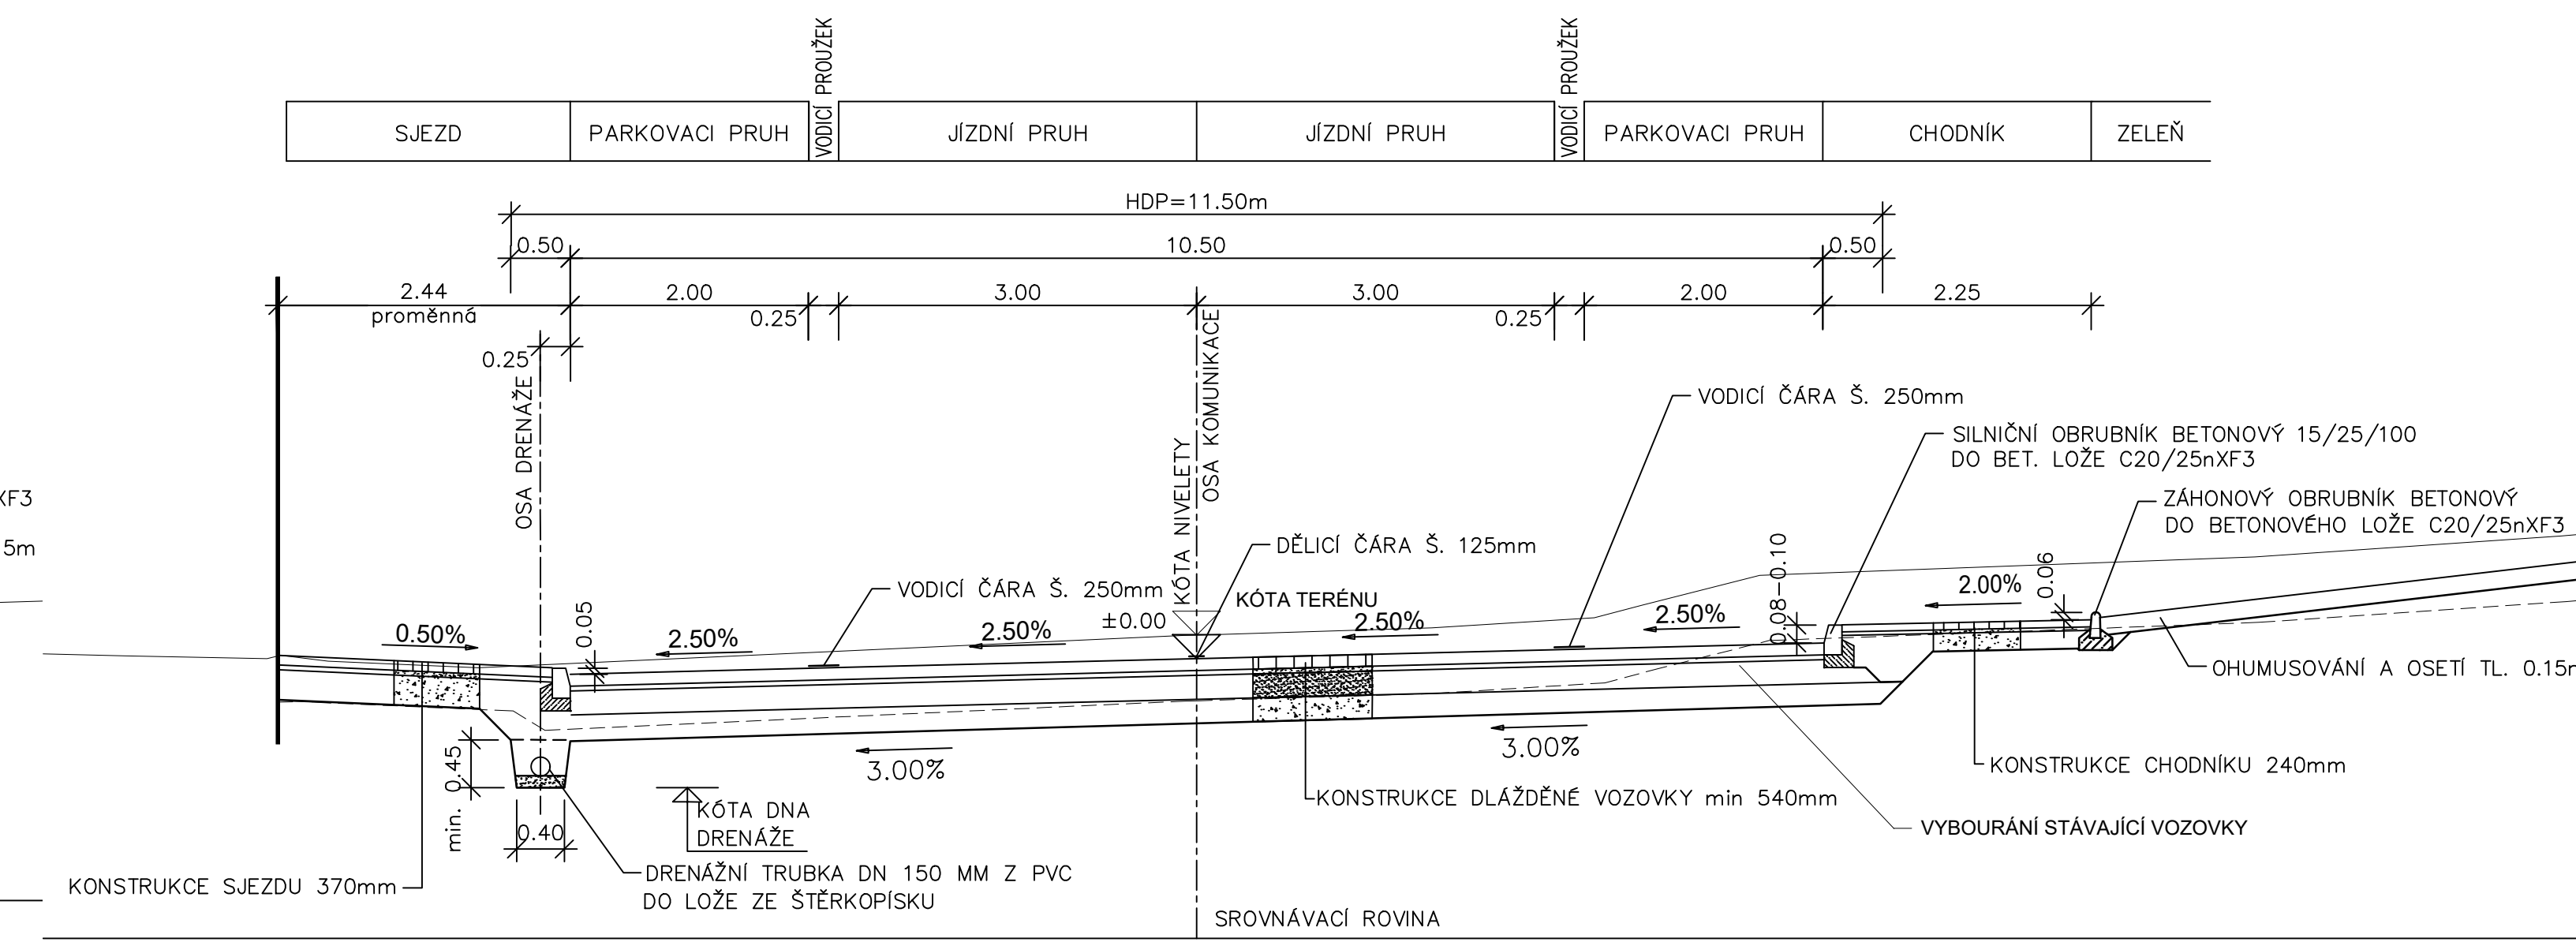 VODICÍ PROUŽEK
VODICÍ PROUŽEK
SJEZD
PARKOVACI PRUH
JÍZDNÍ PRUH
JÍZDNÍ PRUH
PARKOVACI PRUH
CHODNÍK
ZELEŇ
HDP=11.50m
0.50
10.50
0.50
2.44
proměnná
2.00
0.25
3.00
3.00
0.25
2.00
2.25
0.25
OSA DRENÁŽE
KÓTA NIVELETY
OSA KOMUNIKACE
VODICÍ ČÁRA Š. 250mm
SILNIČNÍ OBRUBNÍK BETONOVÝ 15/25/100
DO BET. LOŽE C20/25nXF3
ZÁHONOVÝ OBRUBNÍK BETONOVÝ
DO BETONOVÉHO LOŽE C20/25nXF3
XF3
5m
DĚLICÍ ČÁRA Š. 125mm
VODICÍ ČÁRA Š. 250mm
KÓTA TERÉNU
±0.00
0.08-0.10
0.06
0.05
0.50%
2.50%
2.50%
2.50%
2.50%
2.00%
OHUMUSOVÁNÍ A OSETÍ TL. 0.15m
3.00%
3.00%
min. 0.45
0.40
KÓTA DNA
DRENÁŽE
KONSTRUKCE CHODNÍKU 240mm
KONSTRUKCE DLÁŽDĚNÉ VOZOVKY min 540mm
VYBOURÁNÍ STÁVAJÍCÍ VOZOVKY
DRENÁŽNÍ TRUBKA DN 150 MM Z PVC
DO LOŽE ZE ŠTĚRKOPÍSKU
KONSTRUKCE SJEZDU 370mm
SROVNÁVACÍ ROVINA